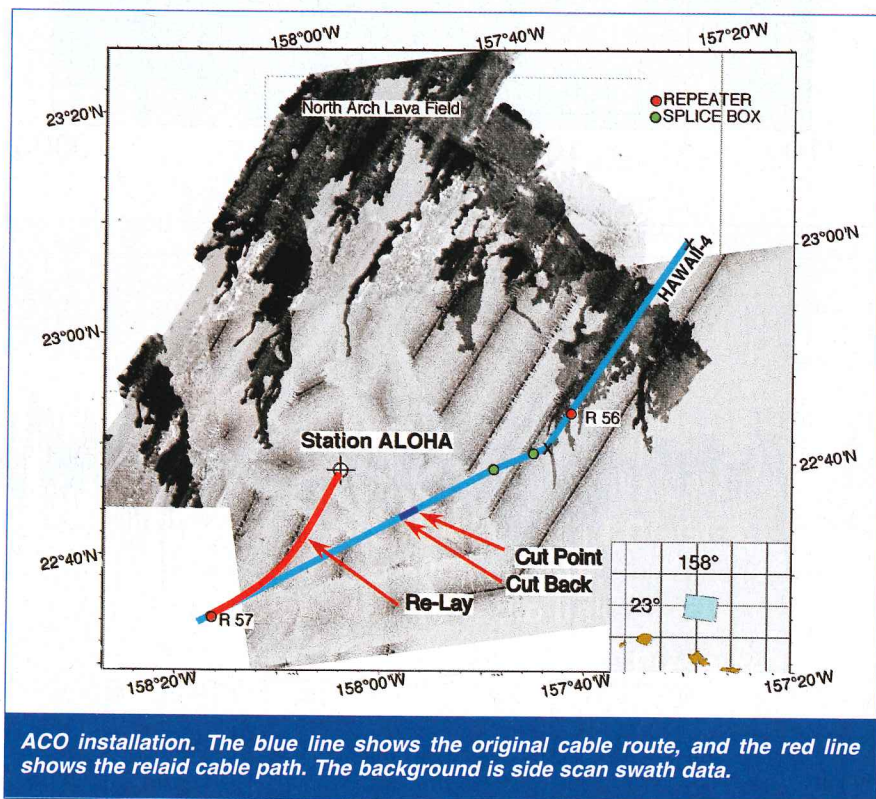 158°00'W
157°40'W
157°20'W
23°20'N
North Arch Lava Field
REPEATER
SPLICE BOX
23°00'N
HAWAII-4
23°00'N
R 56
Station ALOHA
22°40'N
22°40'N
Cut Point
Cut Back
Re-Lay
158°
23°
R 57
158°20'W
158°00'W
157°40'W
157°20'W
ACO installation. The blue line shows the original cable route, and the red line
shows the relaid cable path. The background is side scan swath data.